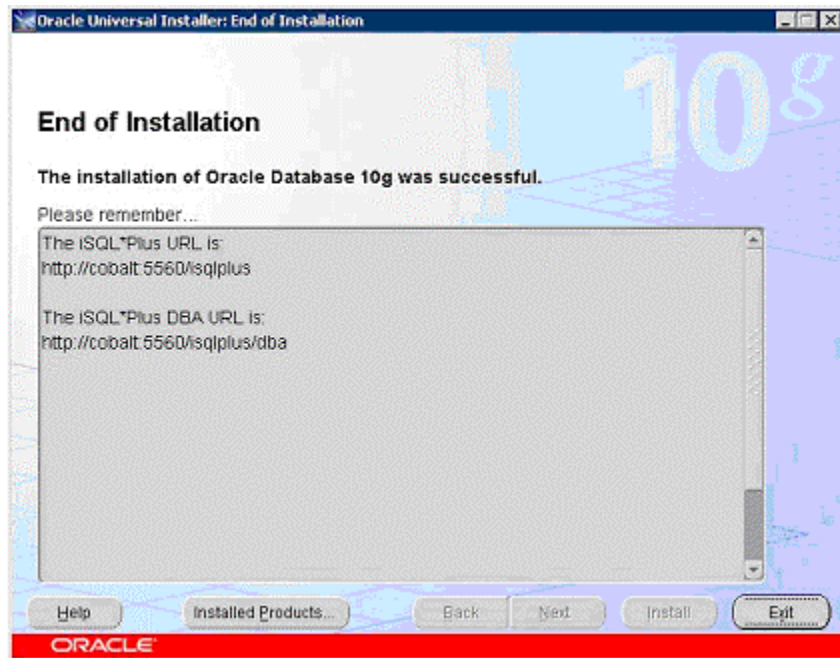 Oracle Universal Installer: End of Installation
10g
End of Installation
The installation of Oracle Database 10g was successful.
Please remember...
The iSQL*Plus URL is:
http://cobalt:5560/isqlplus
The iSQL*Plus DBA URL is:
http://cobalt:5560/isqlplus/dba
Help
Installed Products...
Back
Next
Install
Exit
ORACLE